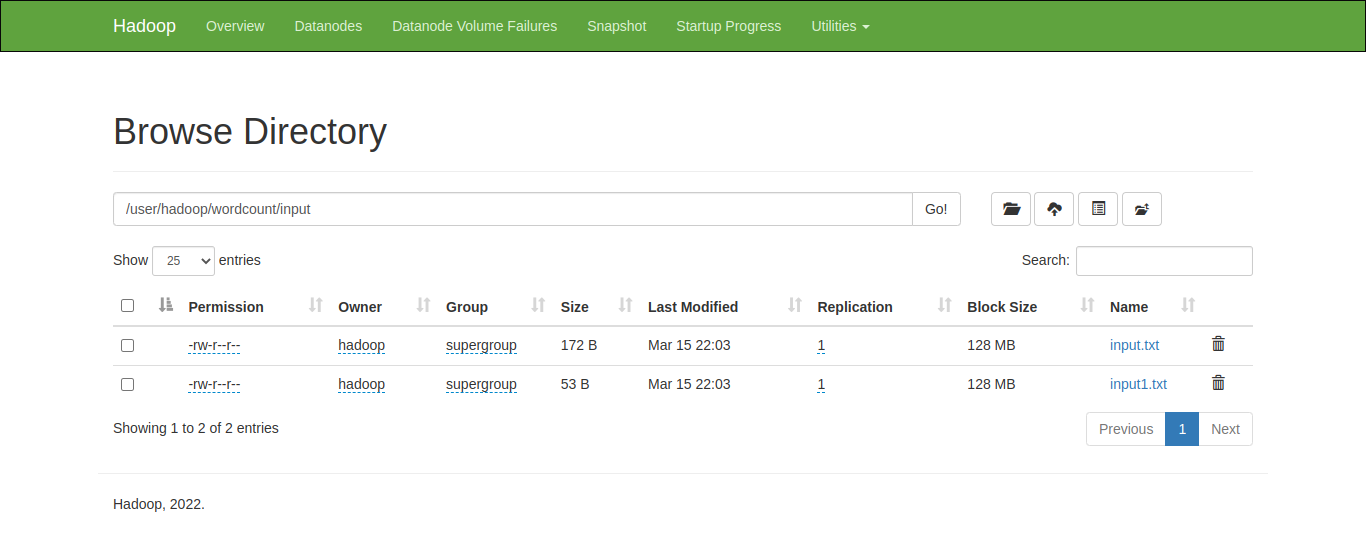 Hadoop Overview Datanodes Datanode Volume Failures Snapshot Startup Progress Utilities
Browse Directory
/user/hadoop/wordcount/input Go!
Show 25 entries Search:
Permission Owner Group Size Last Modified Replication Block Size Name
-rw-r--r-- hadoop supergroup 172 B Mar 15 22:03 1 128 MB input.txt
-rw-r--r-- hadoop supergroup 53 B Mar 15 22:03 1 128 MB input1.txt
Showing 1 to 2 of 2 entries Previous 1 Next
Hadoop, 2022.